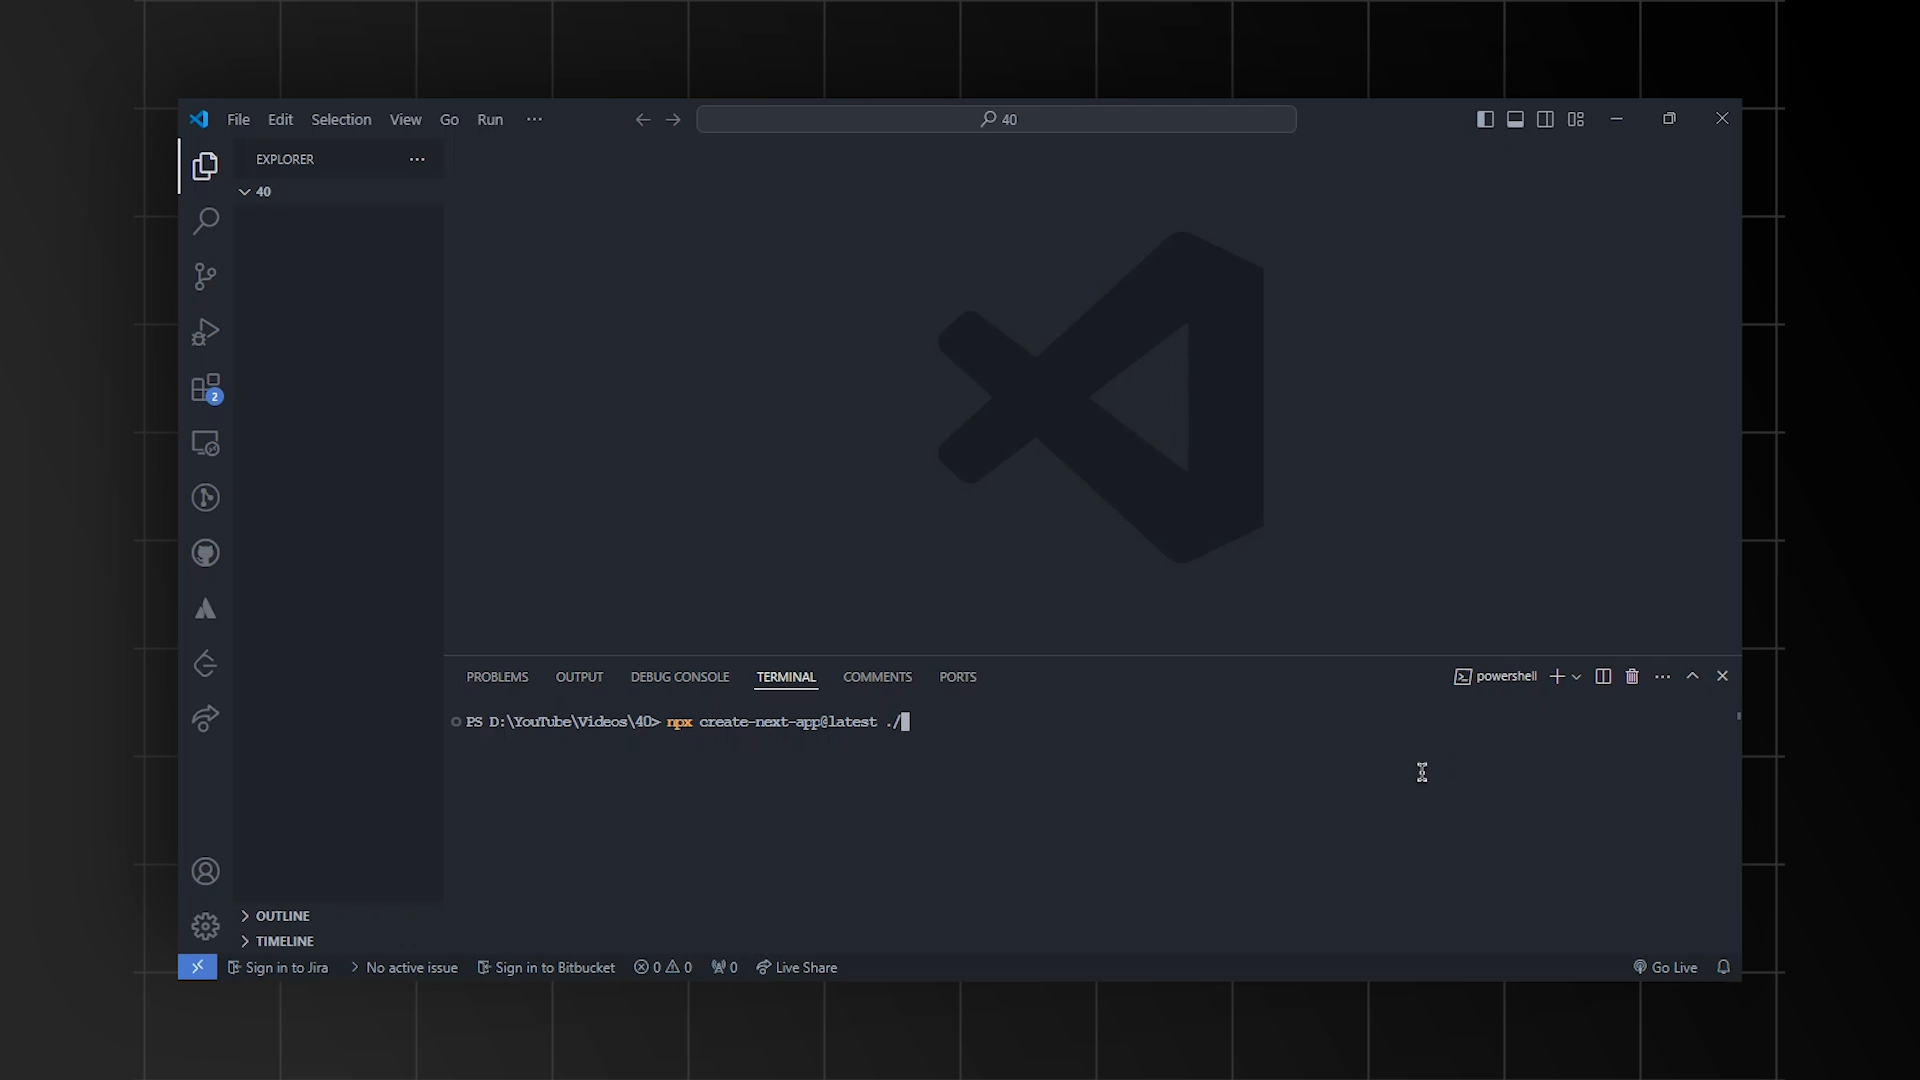 File Edit Selection View Go Run ··· 40
EXPLORER ···
40
2
PROBLEMS OUTPUT DEBUG CONSOLE TERMINAL COMMENTS PORTS powershell ···
PS D:\YouTube\Videos\40> npx create-next-app@latest ./
OUTLINE
TIMELINE
Sign in to Jira No active issue Sign in to Bitbucket 0 0 0 Live Share Go Live